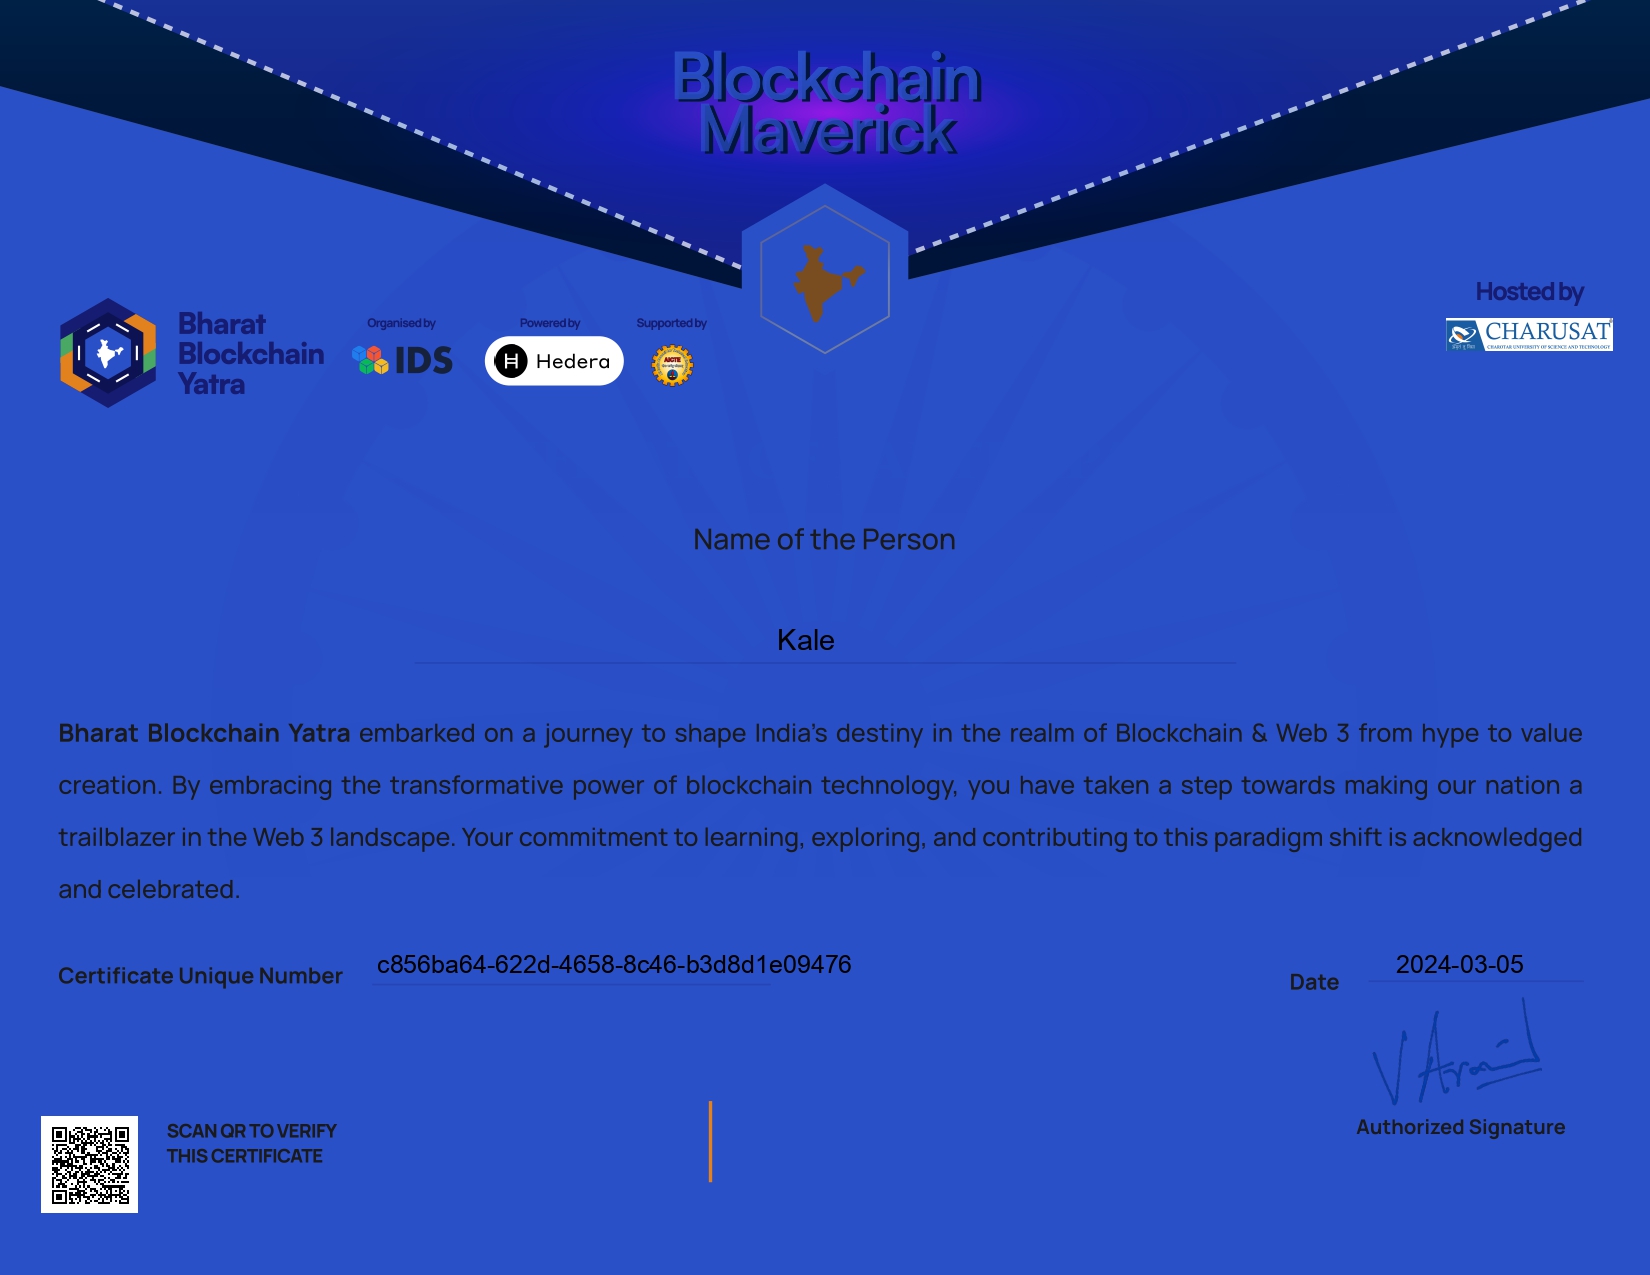 Blockchain
Maverick
Hosted by
CHARUSAT
CHAROTAR UNIVERSITY OF SCIENCE AND TECHNOLOGY
Bharat
Blockchain
Yatra
Organised by
IDS
Powered by
H Hedera
Supported by
AICTE
Name of the Person
Kale
Bharat Blockchain Yatra embarked on a journey to shape India’s destiny in the realm of Blockchain & Web 3 from hype to value
creation. By embracing the transformative power of blockchain technology, you have taken a step towards making our nation a
trailblazer in the Web 3 landscape. Your commitment to learning, exploring, and contributing to this paradigm shift is acknowledged
and celebrated.
Certificate Unique Number c856ba64-622d-4658-8c46-b3d8d1e09476
Date 2024-03-05
Authorized Signature
SCAN QR TO VERIFY
THIS CERTIFICATE